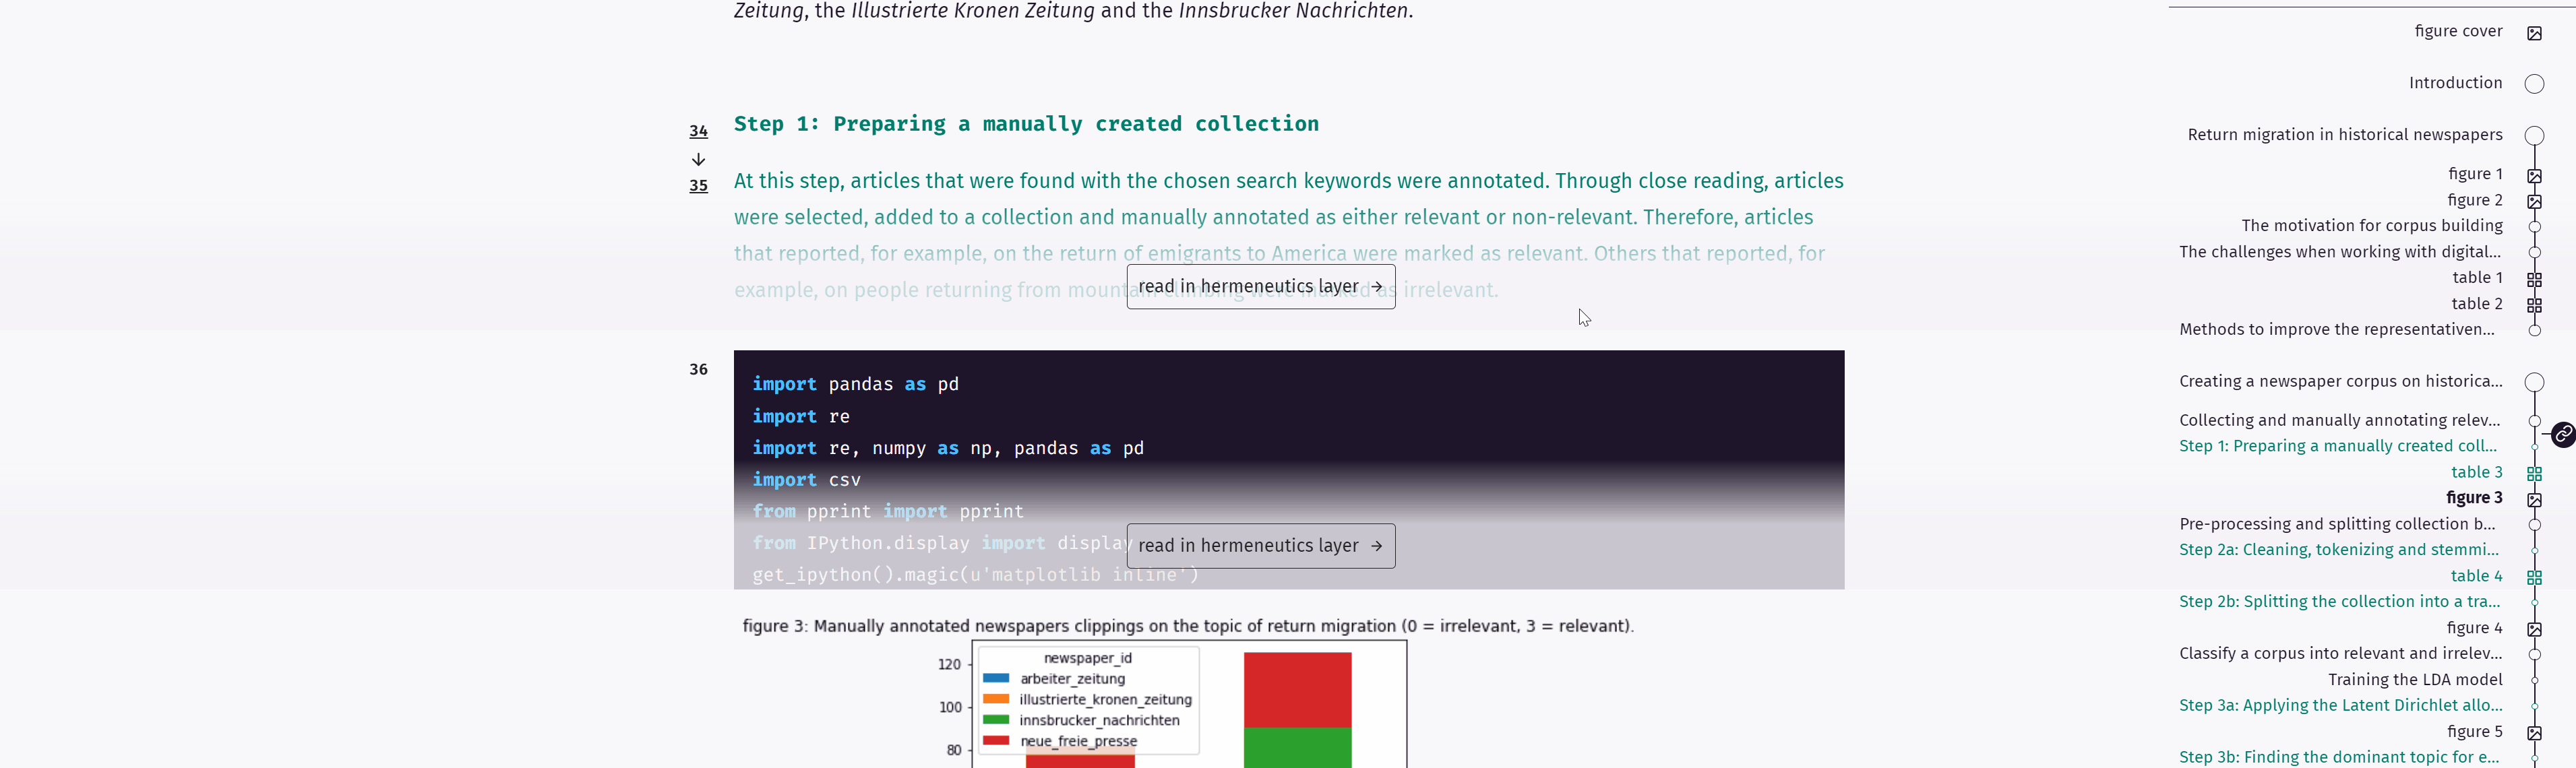 Zeitung, the Illustrierte Kronen Zeitung and the Innsbrucker Nachrichten.
34
Step 1: Preparing a manually created collection
35
At this step, articles that were found with the chosen search keywords were annotated. Through close reading, articles
were selected, added to a collection and manually annotated as either relevant or non-relevant. Therefore, articles
that reported, for example, on the return of emigrants to America were marked as relevant. Others that reported, for
example, on people returning from mountain climbing were marked as irrelevant.
read in hermeneutics layer →
36
import pandas as pd
import re
import re, numpy as np, pandas as pd
import csv
from pprint import pprint
from IPython.display import display
get_ipython().magic(u'matplotlib inline')
read in hermeneutics layer →
figure 3: Manually annotated newspapers clippings on the topic of return migration (0 = irrelevant, 3 = relevant).
120
100
80
newspaper_id
arbeiter_zeitung
illustrierte_kronen_zeitung
innsbrucker_nachrichten
neue_freie_presse
figure cover
Introduction
Return migration in historical newspapers
figure 1
figure 2
The motivation for corpus building
The challenges when working with digital...
table 1
table 2
Methods to improve the representativen...
Creating a newspaper corpus on historica...
Collecting and manually annotating relev...
Step 1: Preparing a manually created coll...
table 3
figure 3
Pre-processing and splitting collection b...
Step 2a: Cleaning, tokenizing and stemmi...
table 4
Step 2b: Splitting the collection into a tra...
figure 4
Classify a corpus into relevant and irrelev...
Training the LDA model
Step 3a: Applying the Latent Dirichlet allo...
figure 5
Step 3b: Finding the dominant topic for e...